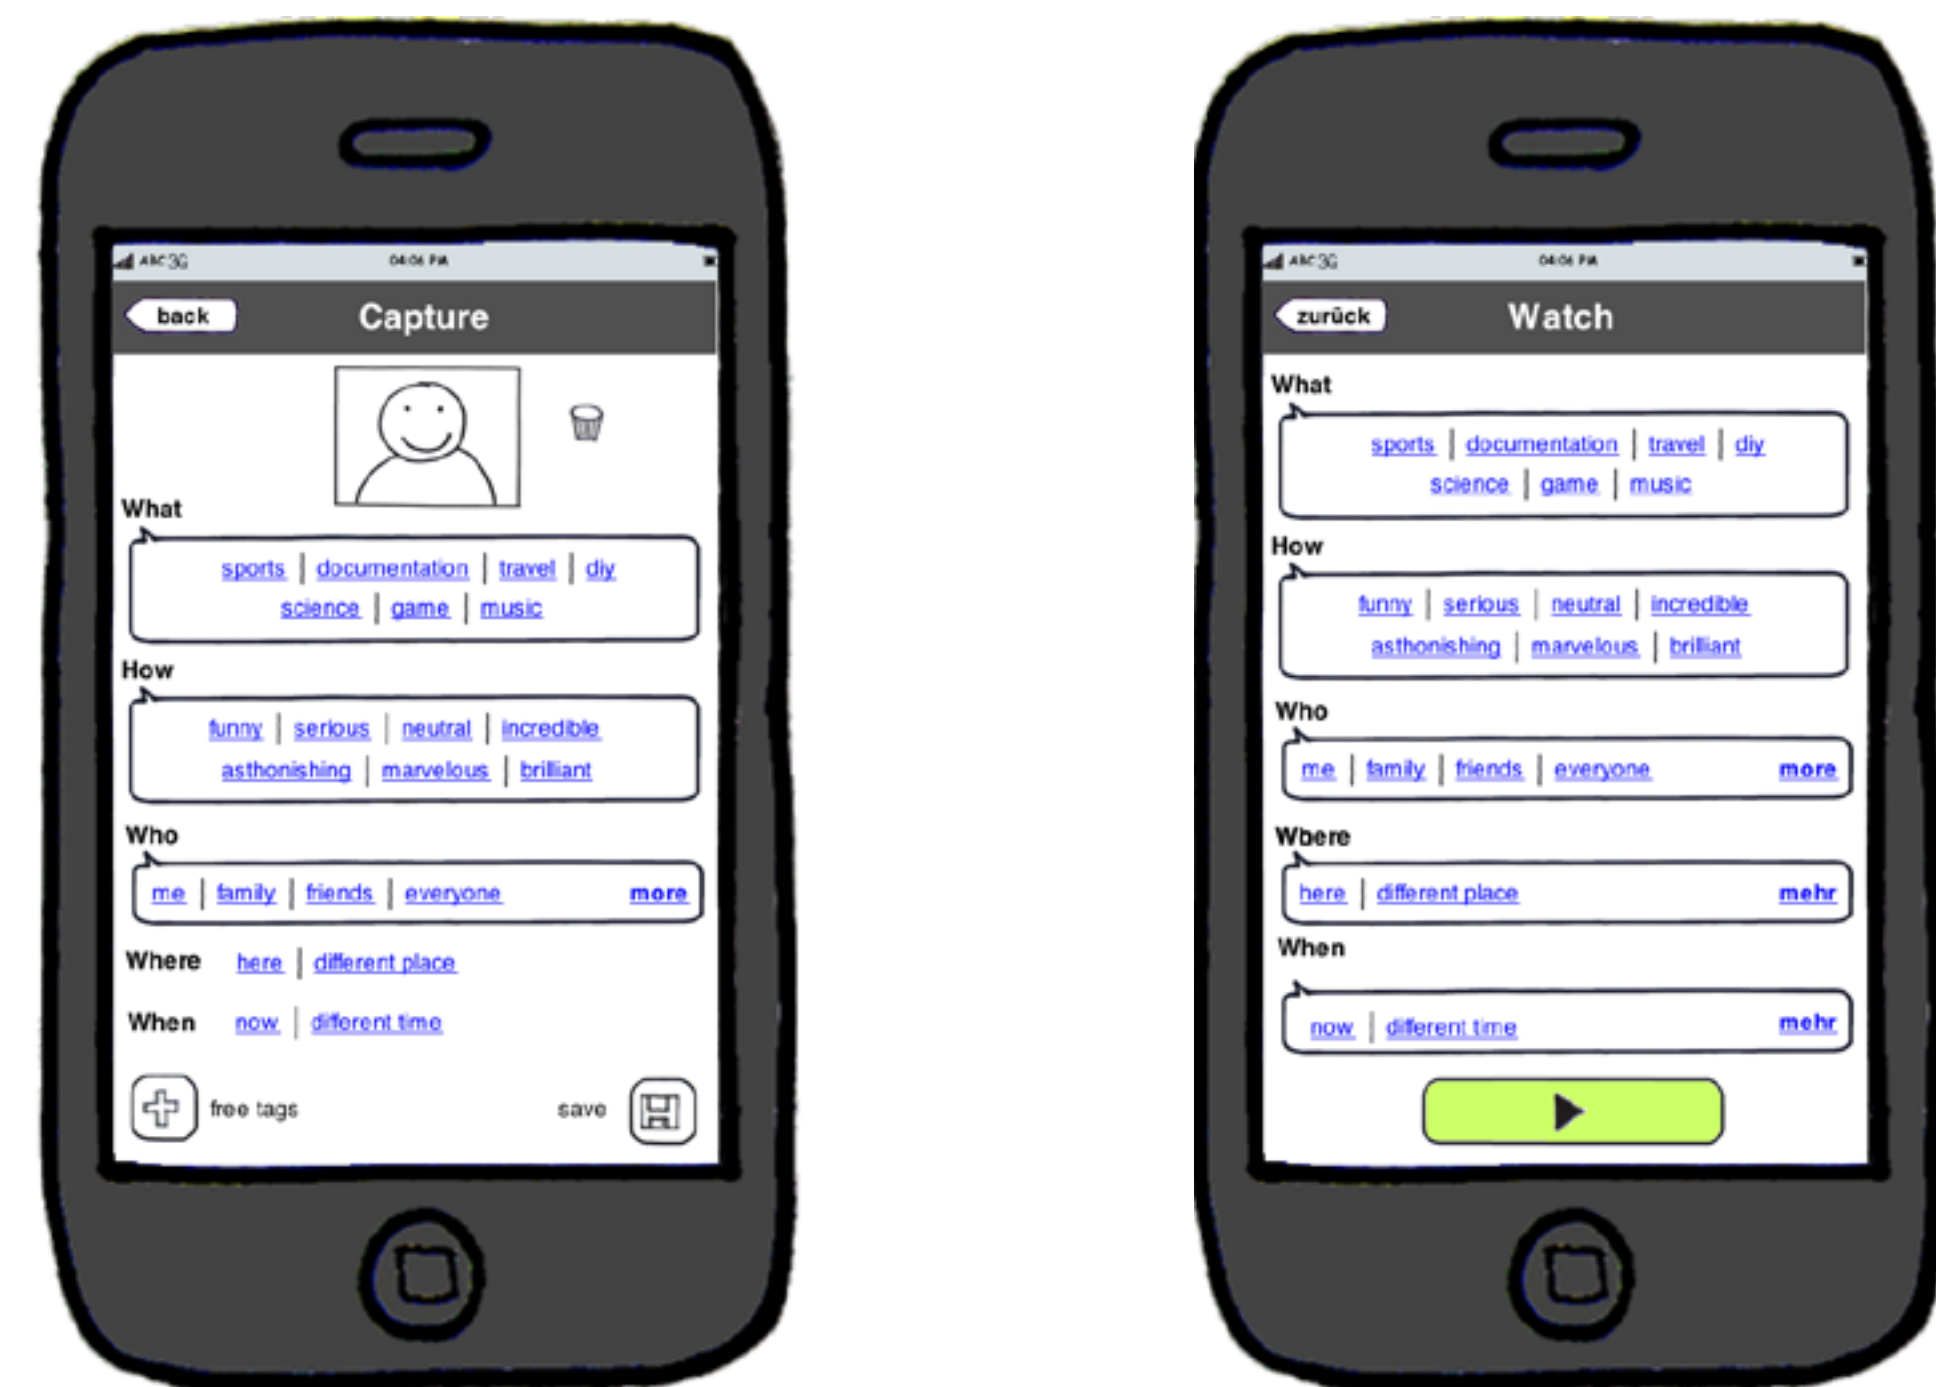 ABC 3G 04:06 PM
back Capture
What
sports | documentation | travel | diy
science | game | music
How
funny | serious | neutral | incredible
asthonishing | marvelous | brilliant
Who
me | family | friends | everyone more
Where here | different place
When now | different time
free tags save
ABC 3G 04:06 PM
zurück Watch
What
sports | documentation | travel | diy
science | game | music
How
funny | serious | neutral | incredible
asthonishing | marvelous | brilliant
Who
me | family | friends | everyone more
Where
here | different place mehr
When
now | different time mehr